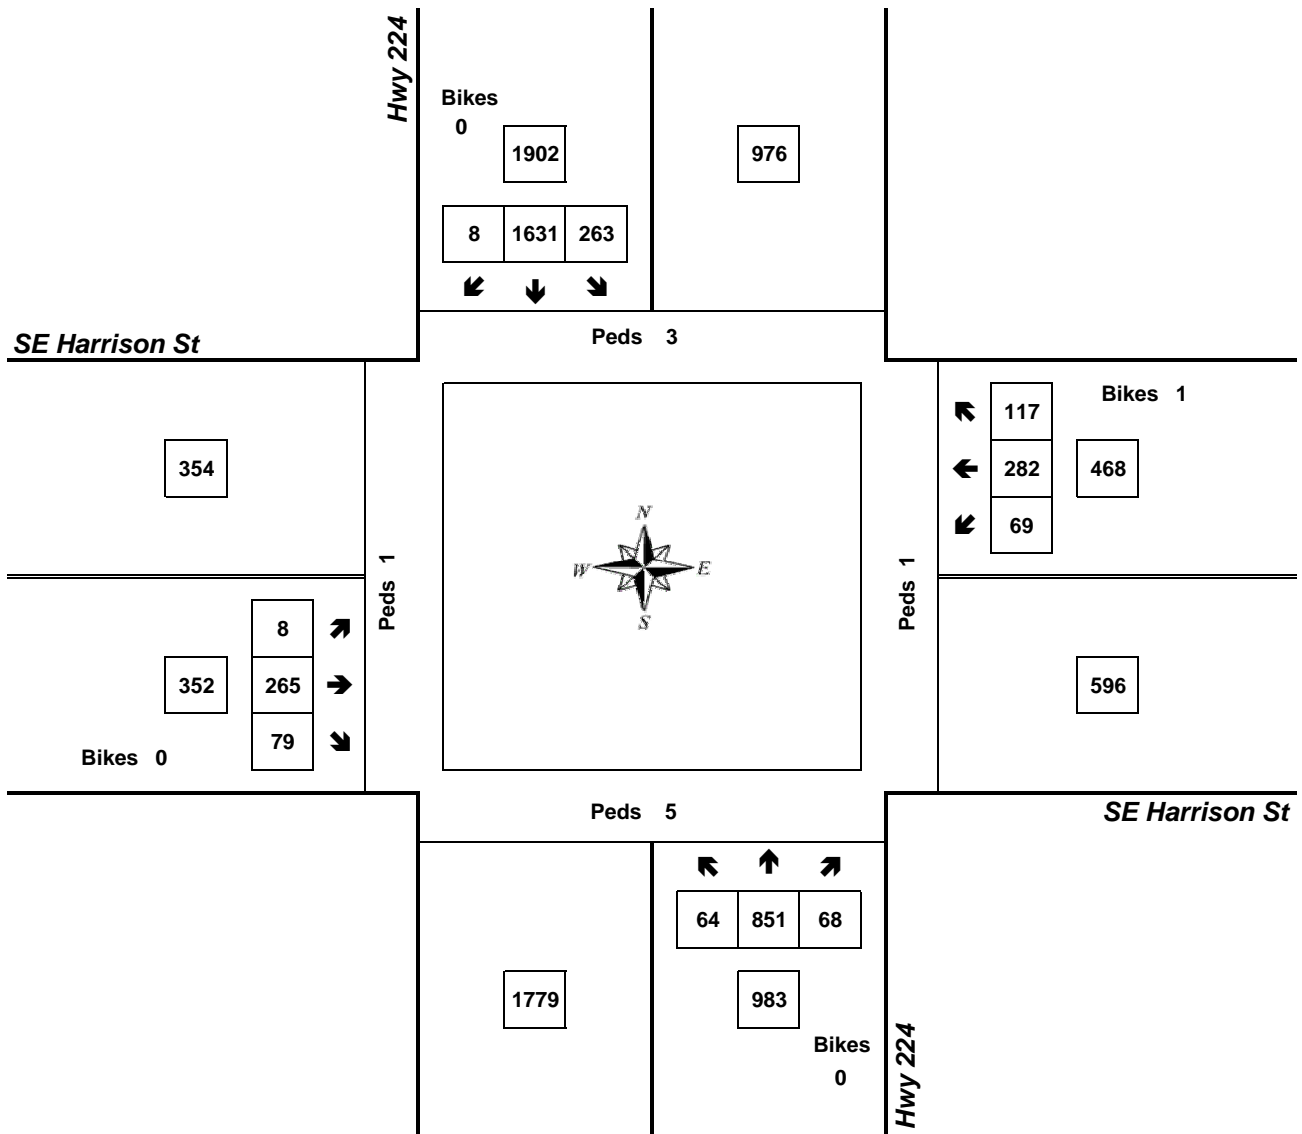 Hwy 224
Bikes
0
1902
976
8 1631 263
Peds 3
SE Harrison St
Bikes 1
117
354
282 468
69
N
W E
S
Peds 1
Peds 1
8
352 265
79
596
Bikes 0
Peds 5
SE Harrison St
64 851 68
1779
983
Bikes
0
Hwy 224